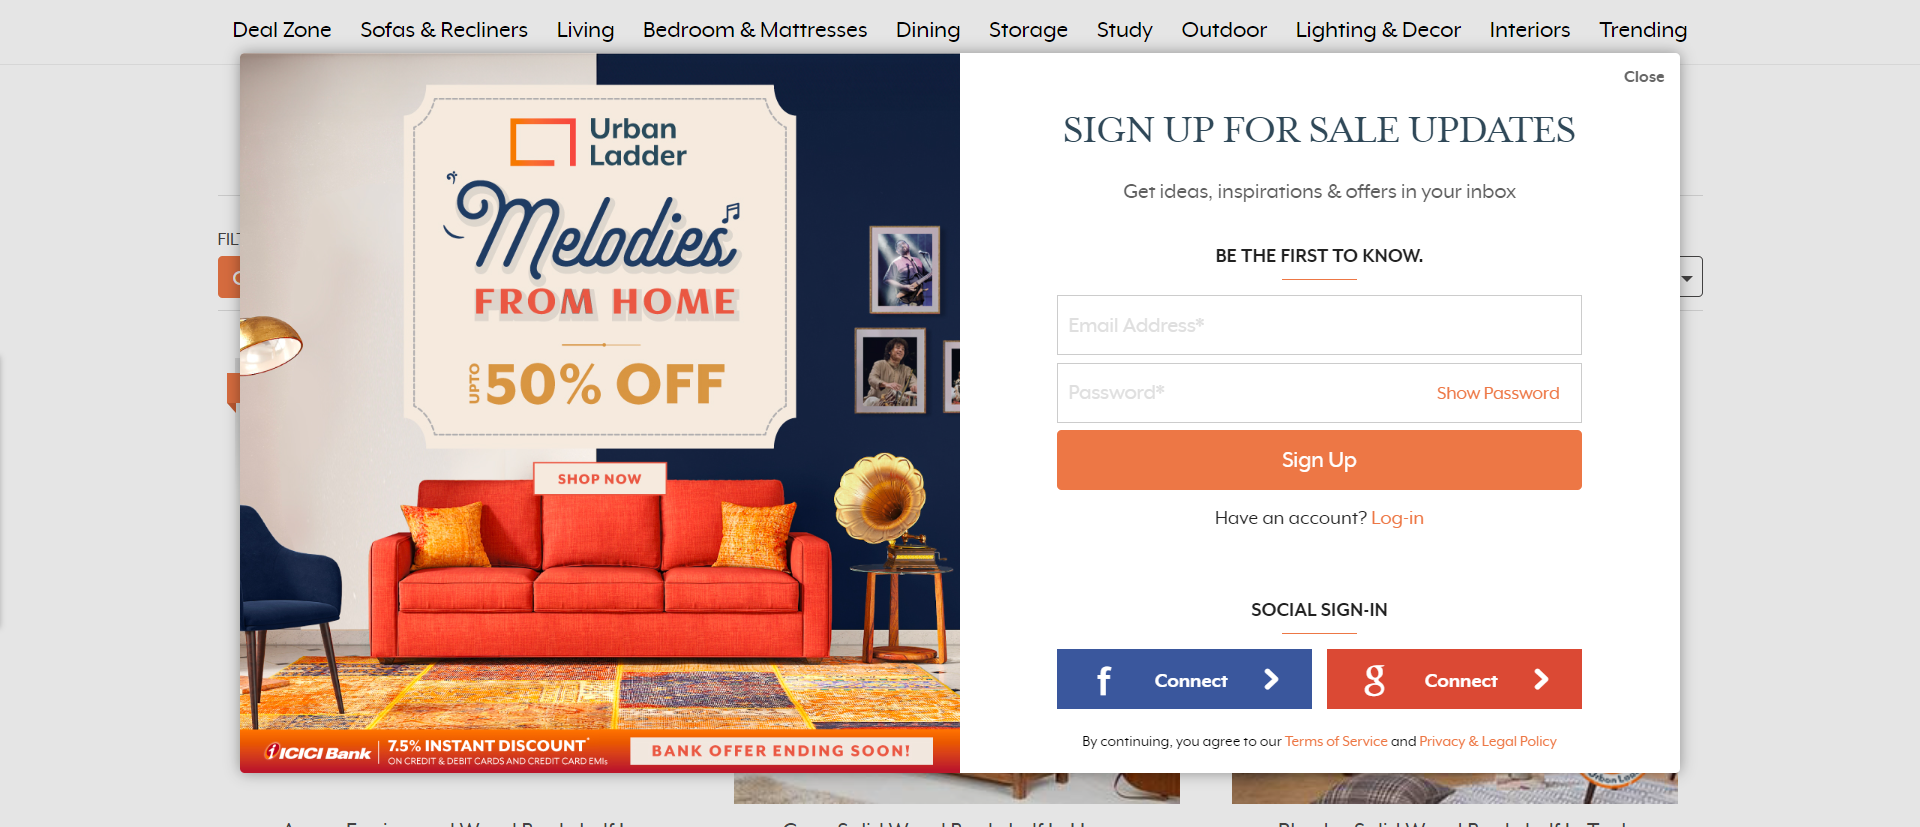 Deal Zone Sofas & Recliners Living Bedroom & Mattresses Dining Storage Study Outdoor Lighting & Decor Interiors Trending
Close
Urban
Ladder
Melodies
FROM HOME
UPTO 50% OFF
SHOP NOW
ICICI Bank
7.5% INSTANT DISCOUNT*
ON CREDIT & DEBIT CARDS AND CREDIT CARD EMIs
BANK OFFER ENDING SOON!
SIGN UP FOR SALE UPDATES
Get ideas, inspirations & offers in your inbox
BE THE FIRST TO KNOW.
Email Address*
Password* Show Password
Sign Up
Have an account? Log-in
SOCIAL SIGN-IN
f Connect
g Connect
By continuing, you agree to our Terms of Service and Privacy & Legal Policy